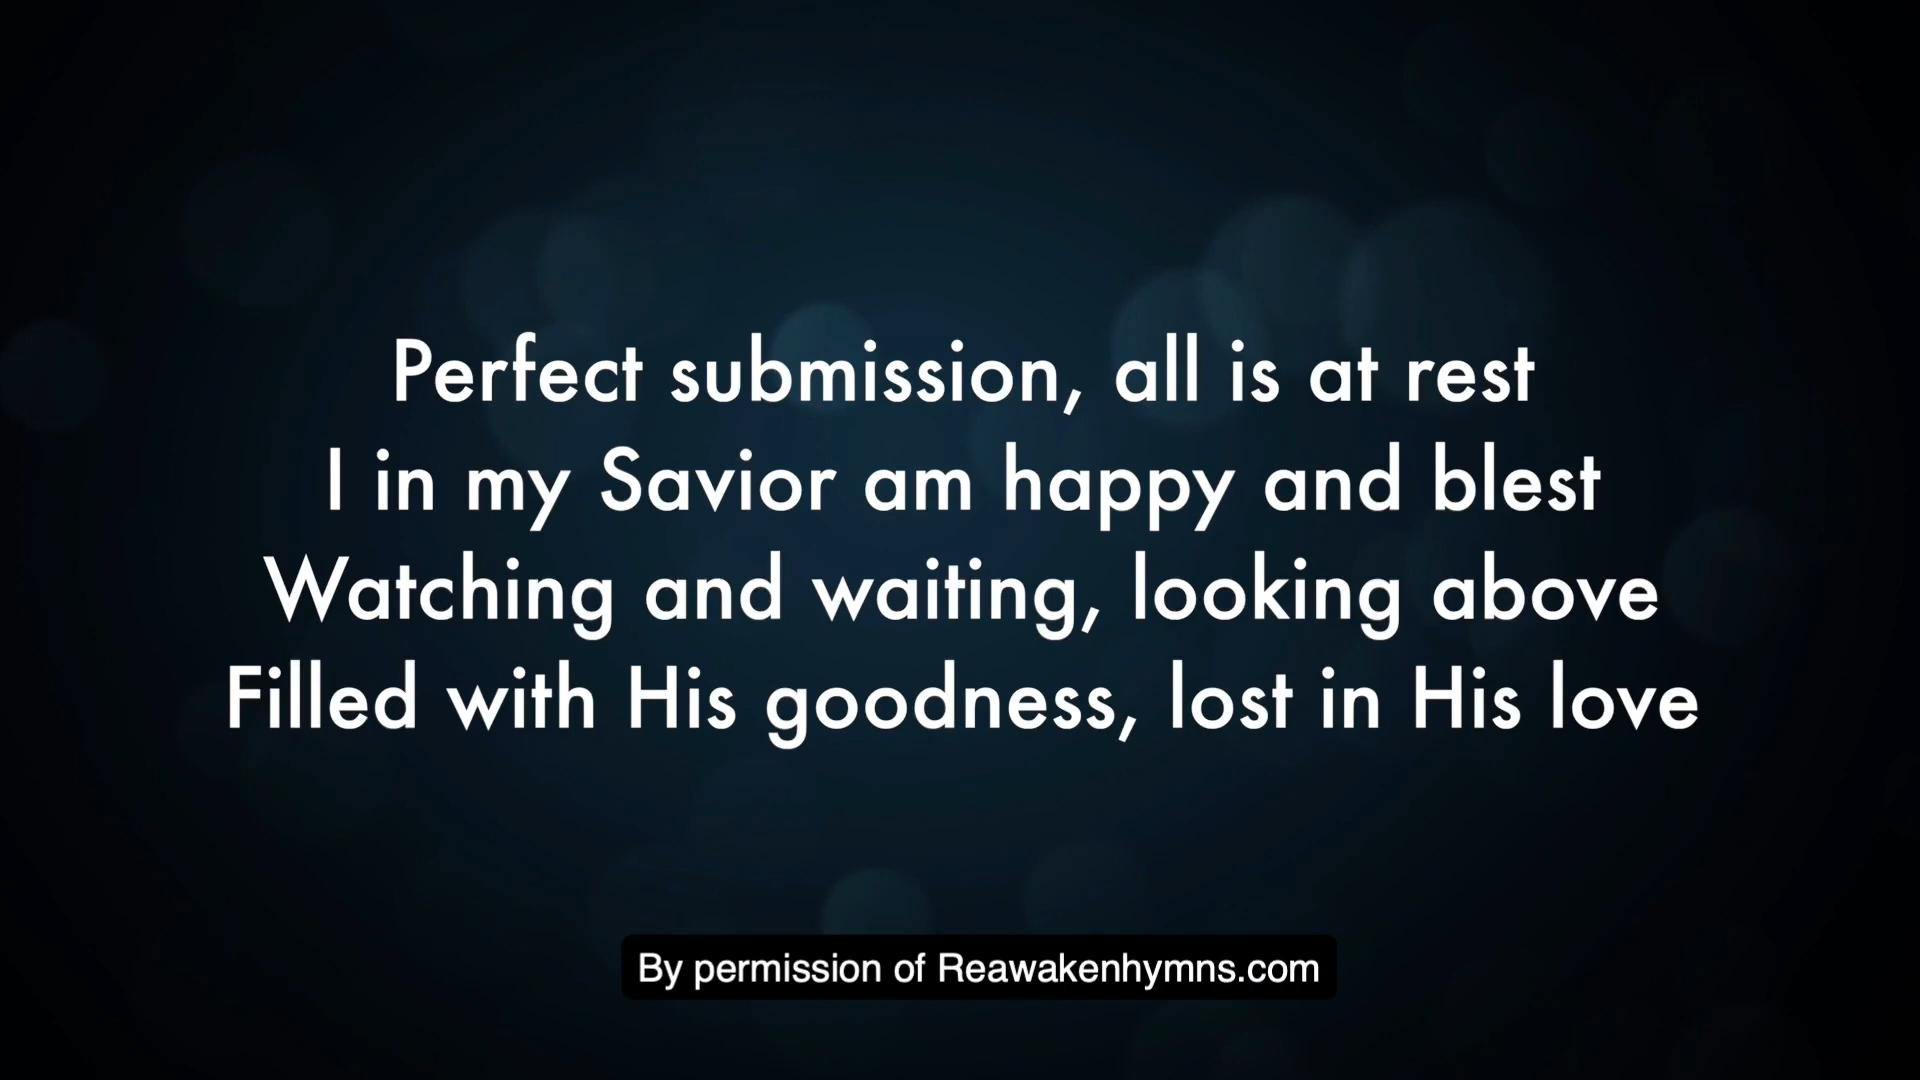 Perfect submission, all is at rest
I in my Savior am happy and blest
Watching and waiting, looking above
Filled with His goodness, lost in His love
By permission of Reawakenhymns.com